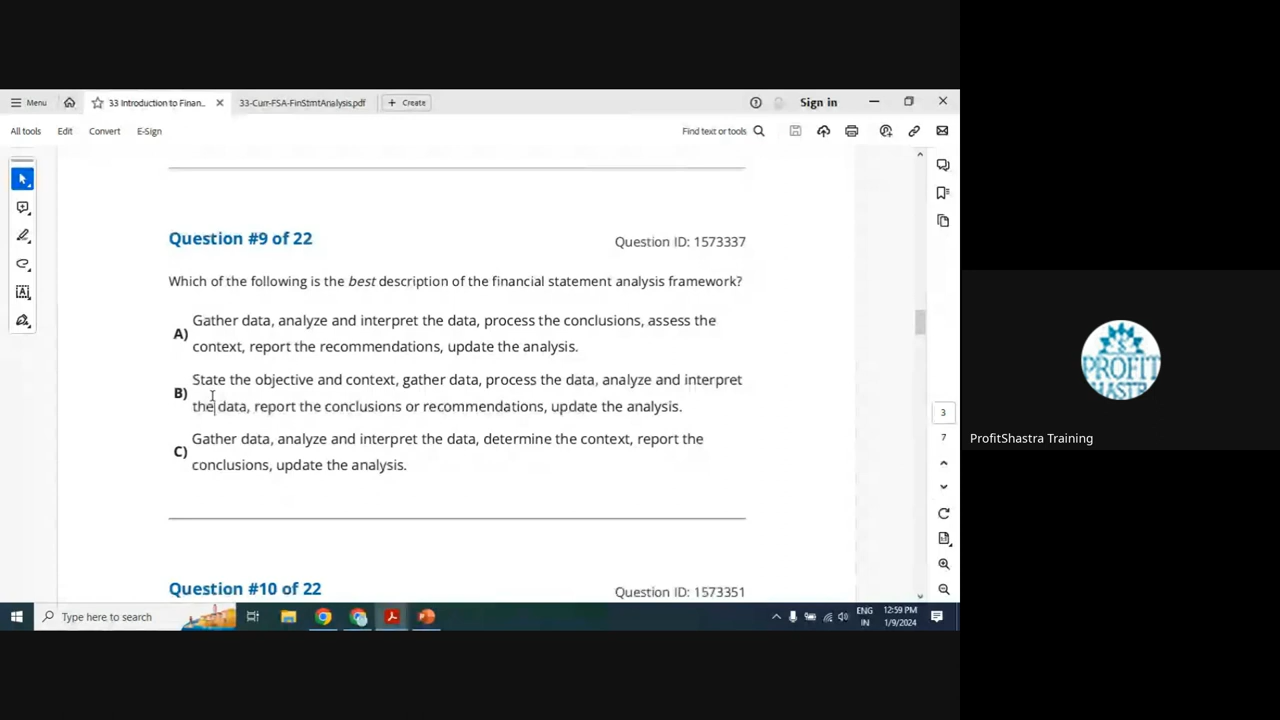 Menu
33 Introduction to Finan...
33-Curr-FSA-FinStmtAnalysis.pdf
Create
Sign in
All tools
Edit
Convert
E-Sign
Find text or tools
Question #9 of 22
Question ID: 1573337
Which of the following is the best description of the financial statement analysis framework?
A) Gather data, analyze and interpret the data, process the conclusions, assess the
context, report the recommendations, update the analysis.
B) State the objective and context, gather data, process the data, analyze and interpret
the data, report the conclusions or recommendations, update the analysis.
C) Gather data, analyze and interpret the data, determine the context, report the
conclusions, update the analysis.
Question #10 of 22
Question ID: 1573351
3
7
PROFIT
ProfitShastra Training
Type here to search
ENG
IN
12:59 PM
1/9/2024